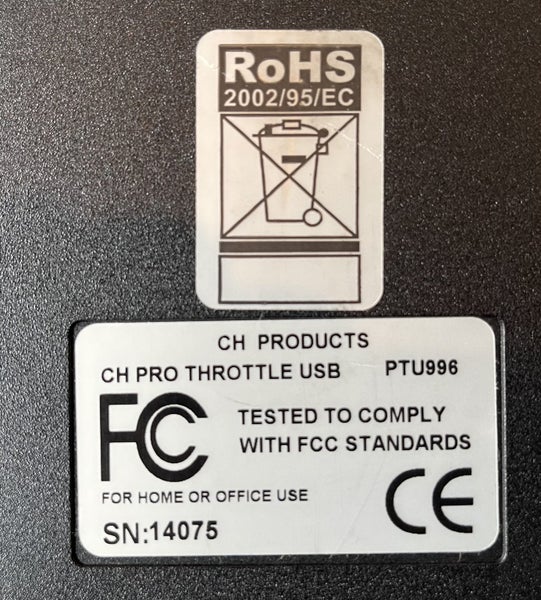 RoHS
2002/95/EC
CH PRODUCTS
CH PRO THROTTLE USB PTU996
FC
TESTED TO COMPLY
WITH FCC STANDARDS
FOR HOME OR OFFICE USE
CE
SN:14075